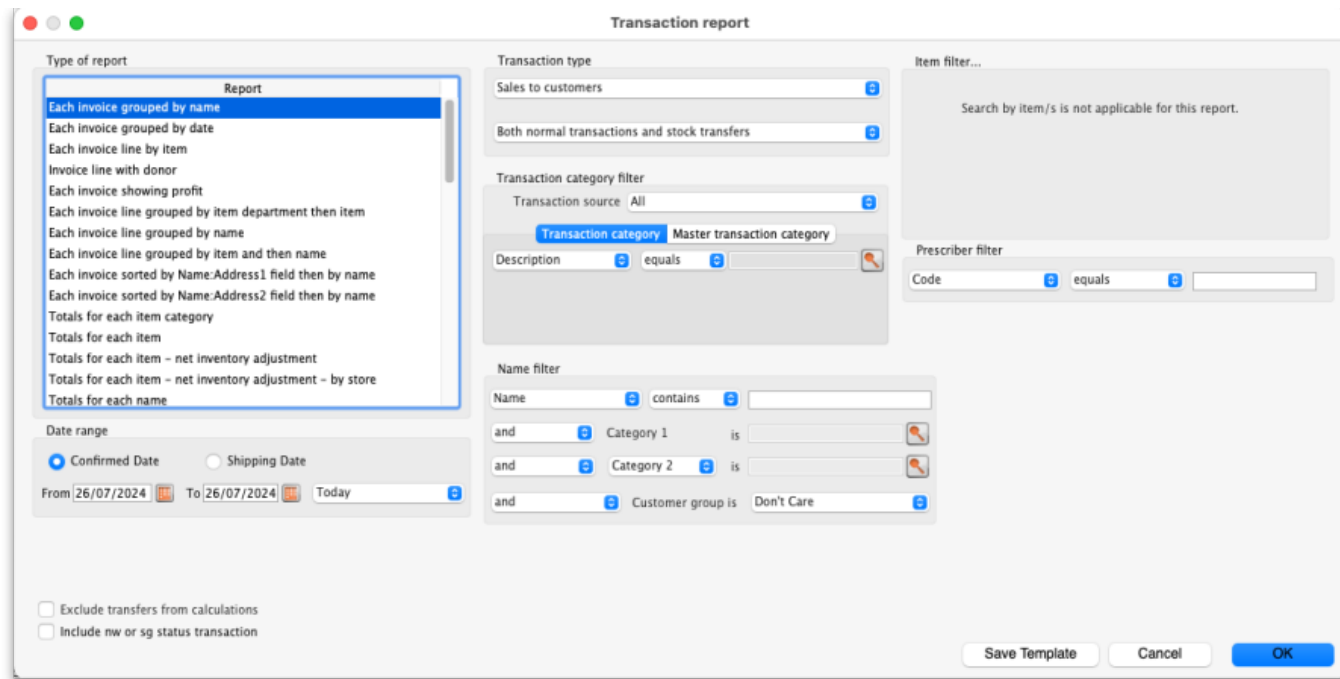 Transaction report
Type of report
Report
Each invoice grouped by name
Each invoice grouped by date
Each invoice line by item
Invoice line with donor
Each invoice showing profit
Each invoice line grouped by item department then item
Each invoice line grouped by name
Each invoice line grouped by item and then name
Each invoice sorted by Name:Address1 field then by name
Each invoice sorted by Name:Address2 field then by name
Totals for each item category
Totals for each item
Totals for each item - net inventory adjustment
Totals for each item - net inventory adjustment - by store
Totals for each name
Date range
Confirmed Date Shipping Date
From 26/07/2024 To 26/07/2024 Today
Exclude transfers from calculations
Include nw or sg status transaction
Transaction type
Sales to customers
Both normal transactions and stock transfers
Transaction category filter
Transaction source All
Transaction category Master transaction category
Description equals
Name filter
Name contains
and Category 1 is
and Category 2 is
and Customer group is Don't Care
Item filter...
Search by item/s is not applicable for this report.
Prescriber filter
Code equals
Save Template Cancel OK